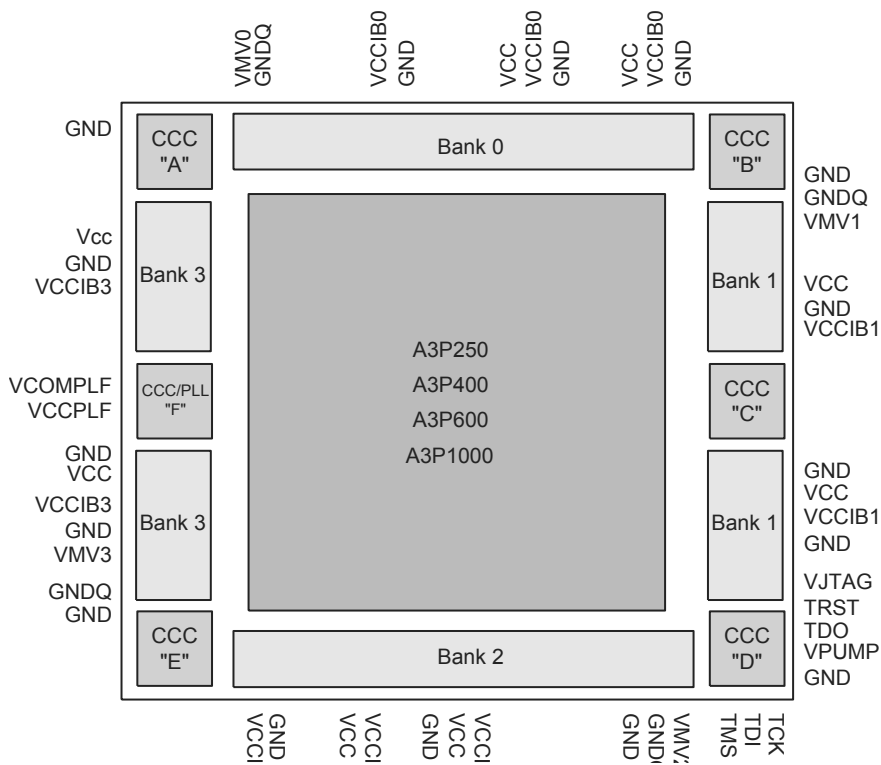 VMV0
GNDQ
VCCIB0
GND
VCC
VCCIB0
GND
VCC
VCCIB0
GND
GND
CCC
"A"
Bank 0
CCC
"B"
GND
GNDQ
VMV1
Vcc
GND
VCCIB3
Bank 3
Bank 1
VCC
GND
VCCIB1
A3P250
A3P400
A3P600
A3P1000
VCOMPLF
VCCPLF
CCC/PLL
"F"
CCC
"C"
GND
VCC
VCCIB3
GND
VMV3
Bank 3
Bank 1
GND
VCC
VCCIB1
GND
GNDQ
GND
VJTAG
TRST
TDO
VPUMP
GND
CCC
"E"
Bank 2
CCC
"D"
GND
VCC
GND
VCC
GND
VMV2
TMS
TDI
TCK